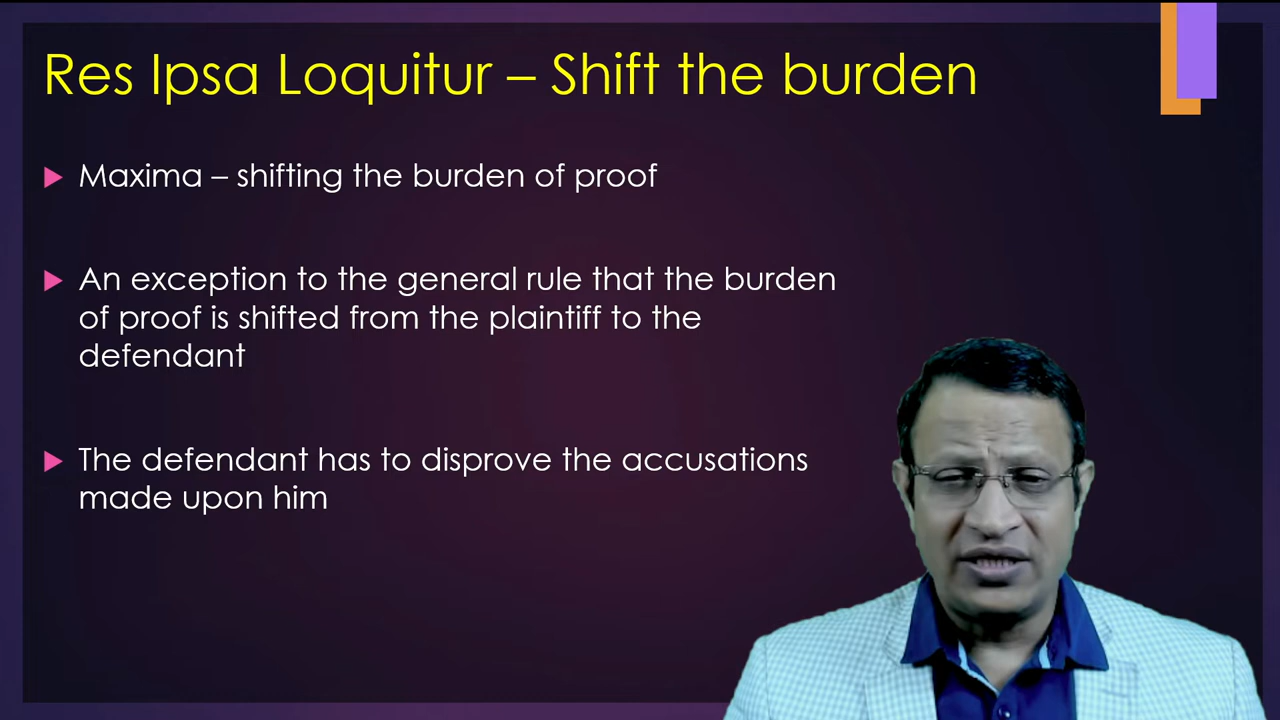 Res Ipsa Loquitur – Shift the burden
Maxima – shifting the burden of proof
An exception to the general rule that the burden
of proof is shifted from the plaintiff to the
defendant
The defendant has to disprove the accusations
made upon him